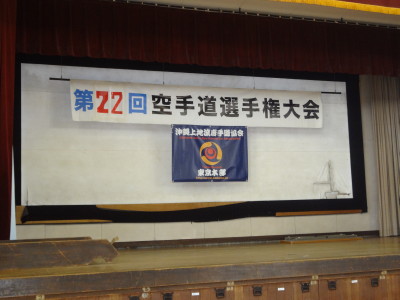 第22回空手道選手権大会
沖縄上地流唐手道協会
東京本部